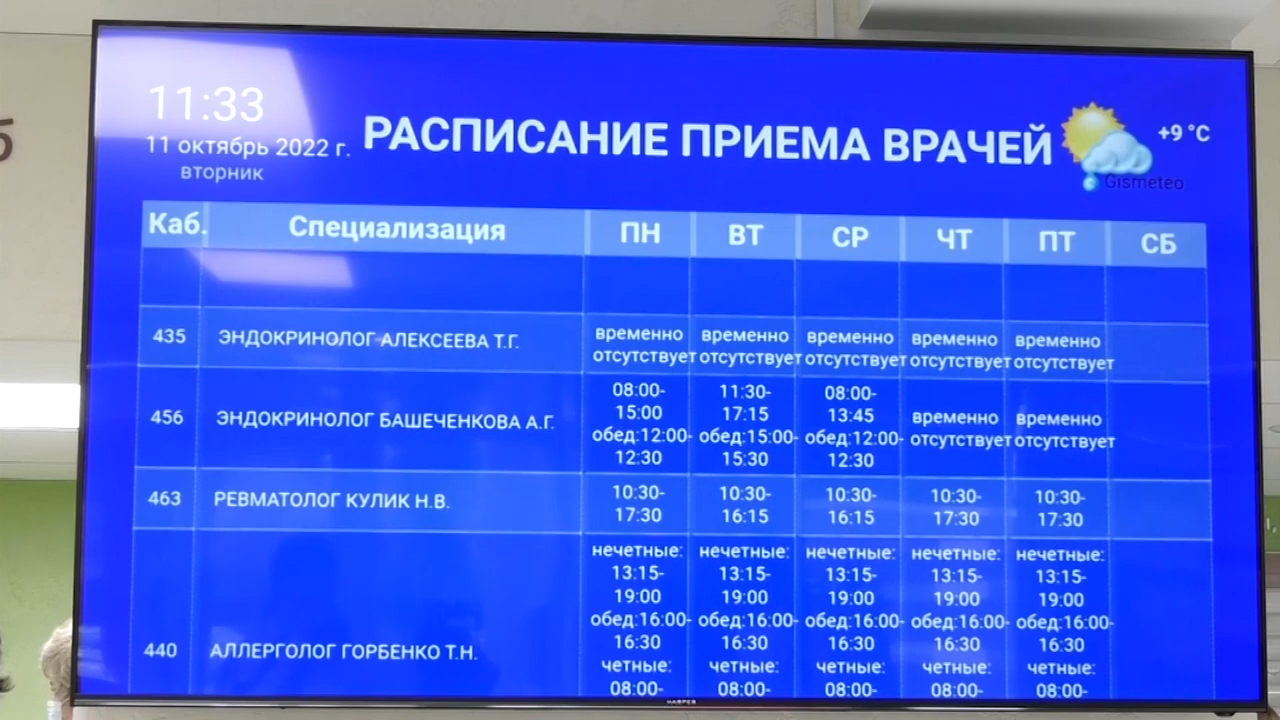 11:33
11 октябрь 2022 г.
вторник
РАСПИСАНИЕ ПРИЕМА ВРАЧЕЙ
+9 °C
Gismeteo
Каб. Специализация ПН ВТ СР ЧТ ПТ СБ
435 ЭНДОКРИНОЛОГ АЛЕКСЕЕВА Т.Г.
временно временно временно временно временно
отсутствует отсутствует отсутствует отсутствует отсутствует
08:00- 11:30- 08:00-
15:00 17:15 13:45 временно временно
456 ЭНДОКРИНОЛОГ БАШЕЧЕНКОВА А.Г.
обед:12:00- обед:15:00- обед:12:00- отсутствует отсутствует
12:30 15:30 12:30
463 РЕВМАТОЛОГ КУЛИК Н.В.
10:30- 10:30- 10:30- 10:30- 10:30-
17:30 16:15 16:15 17:30 17:30
нечетные: нечетные: нечетные: нечетные: нечетные:
13:15- 13:15- 13:15- 13:15- 13:15-
19:00 19:00 19:00 19:00 19:00
обед:16:00- обед:16:00- обед:16:00- обед:16:00- обед:16:00-
16:30 16:30 16:30 16:30 16:30
440 АЛЛЕРГОЛОГ ГОРБЕНКО Т.Н.
четные: четные: четные: четные: четные:
08:00- 08:00- 08:00- 08:00- 08:00-
HARPER